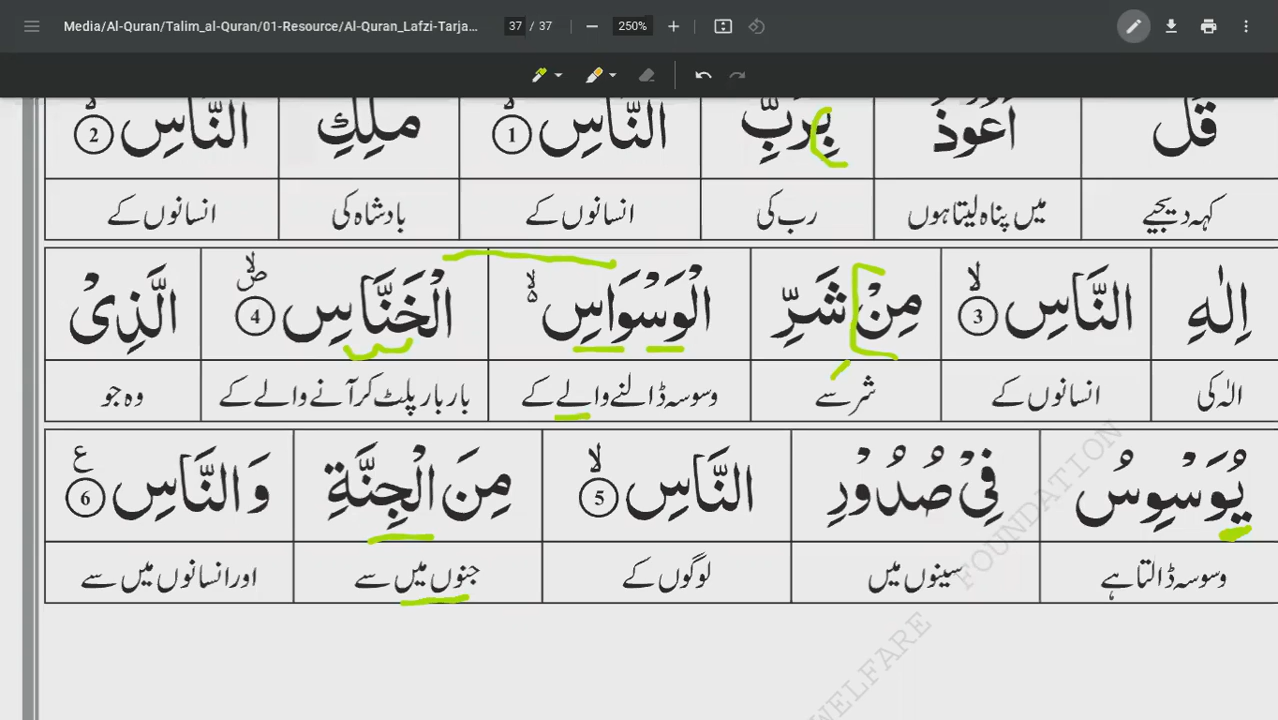 Media/Al-Quran/Talim_al-Quran/01-Resource/Al-Quran_Lafzi-Tarja... 37 / 37 250%
قُلْ اَعُوْذُ بِرَبِّ النَّاسِ ۙ 1 مَلِكِ النَّاسِ ۙ 2
کہہ دیجیے میں پناہ لیتا ہوں رب کی انسانوں کے بادشاہ کی انسانوں کے
اِلٰهِ النَّاسِ ۙ 3 مِنْ شَرِّ الْوَسْوَاسِ ۙ۬ الْخَنَّاسِ ۪ۙ 4 الَّذِیْ
الٰہ کی انسانوں کے شر سے وسوسہ ڈالنے والے کے بار بار پلٹ کر آنے والے کے وہ جو
یُوَسْوِسُ فِیْ صُدُوْرِ النَّاسِ ۙ 5 مِنَ الْجِنَّةِ وَ النَّاسِ ع 6
وسوسہ ڈالتا ہے سینوں میں لوگوں کے جنوں میں سے اور انسانوں میں سے
WELFARE FOUNDATION